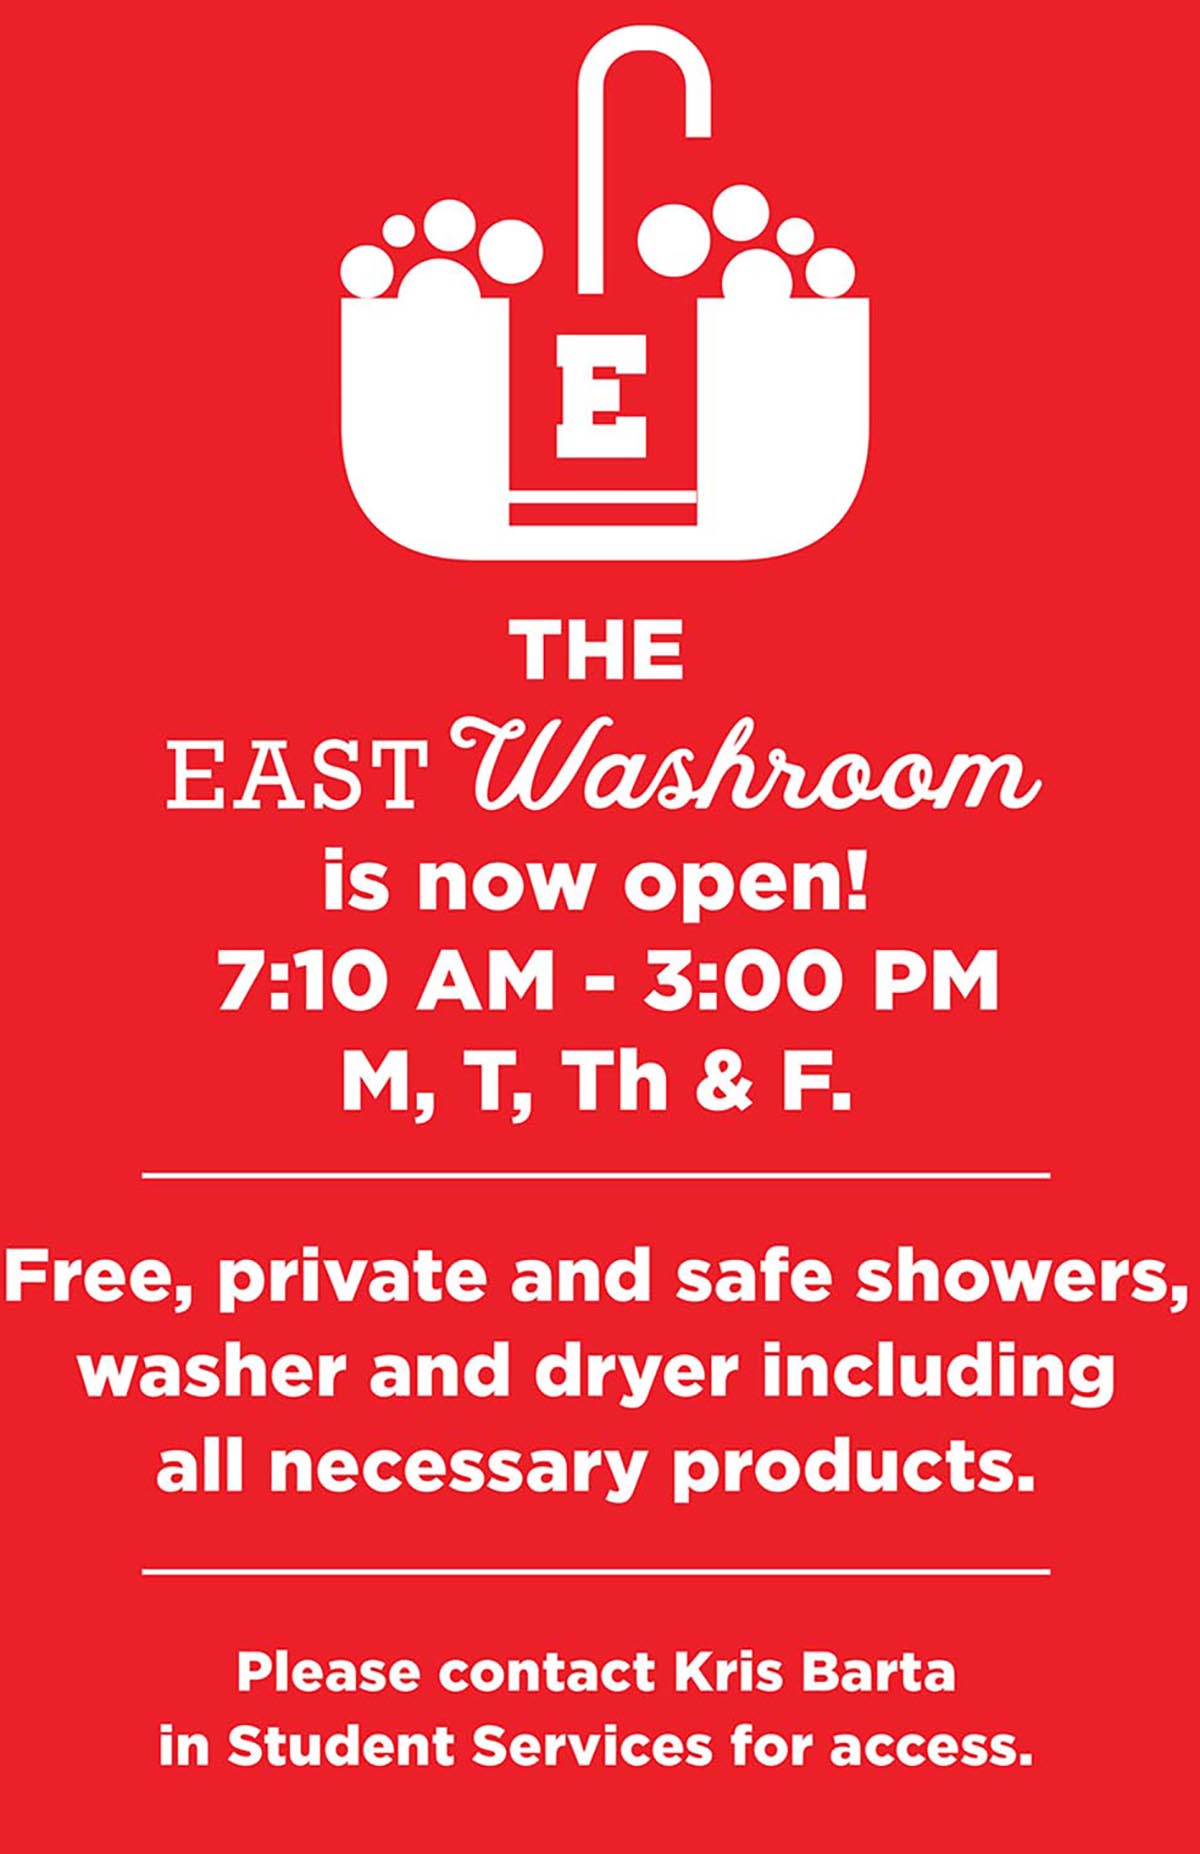 E
THE
EAST Washroom
is now open!
7:10 AM - 3:00 PM
M, T, Th & F.
Free, private and safe showers,
washer and dryer including
all necessary products.
Please contact Kris Barta
in Student Services for access.